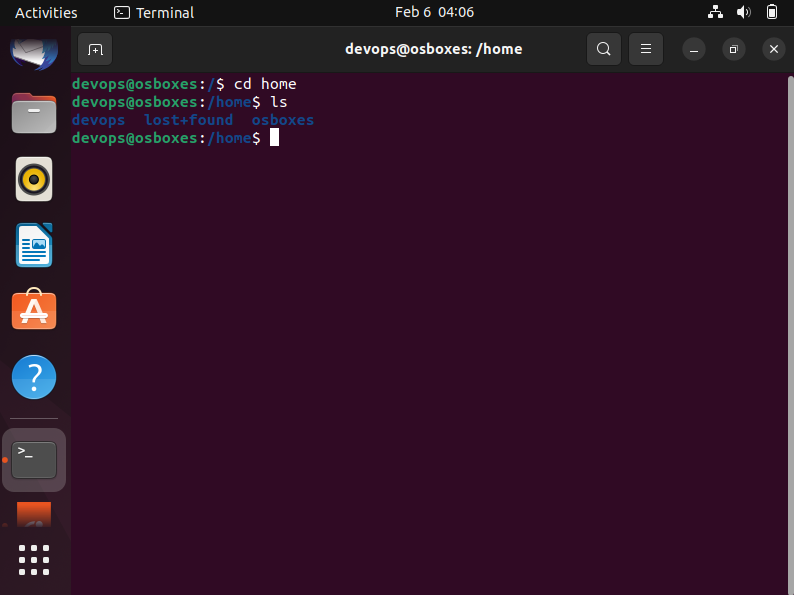 Activities Terminal Feb 6 04:06
devops@osboxes: /home
devops@osboxes:/$ cd home
devops@osboxes:/home$ ls
devops lost+found osboxes
devops@osboxes:/home$
?
>_